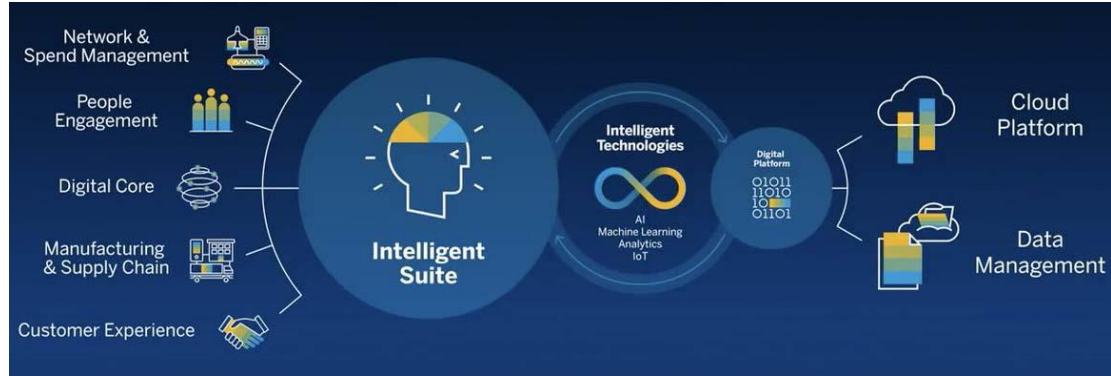 Network &
Spend Management
People
Engagement
Digital Core
Manufacturing
& Supply Chain
Customer Experience
Intelligent
Suite
Intelligent
Technologies
AI
Machine Learning
Analytics
IoT
Digital
Platform
01011
11010
10
01101
Cloud
Platform
Data
Management